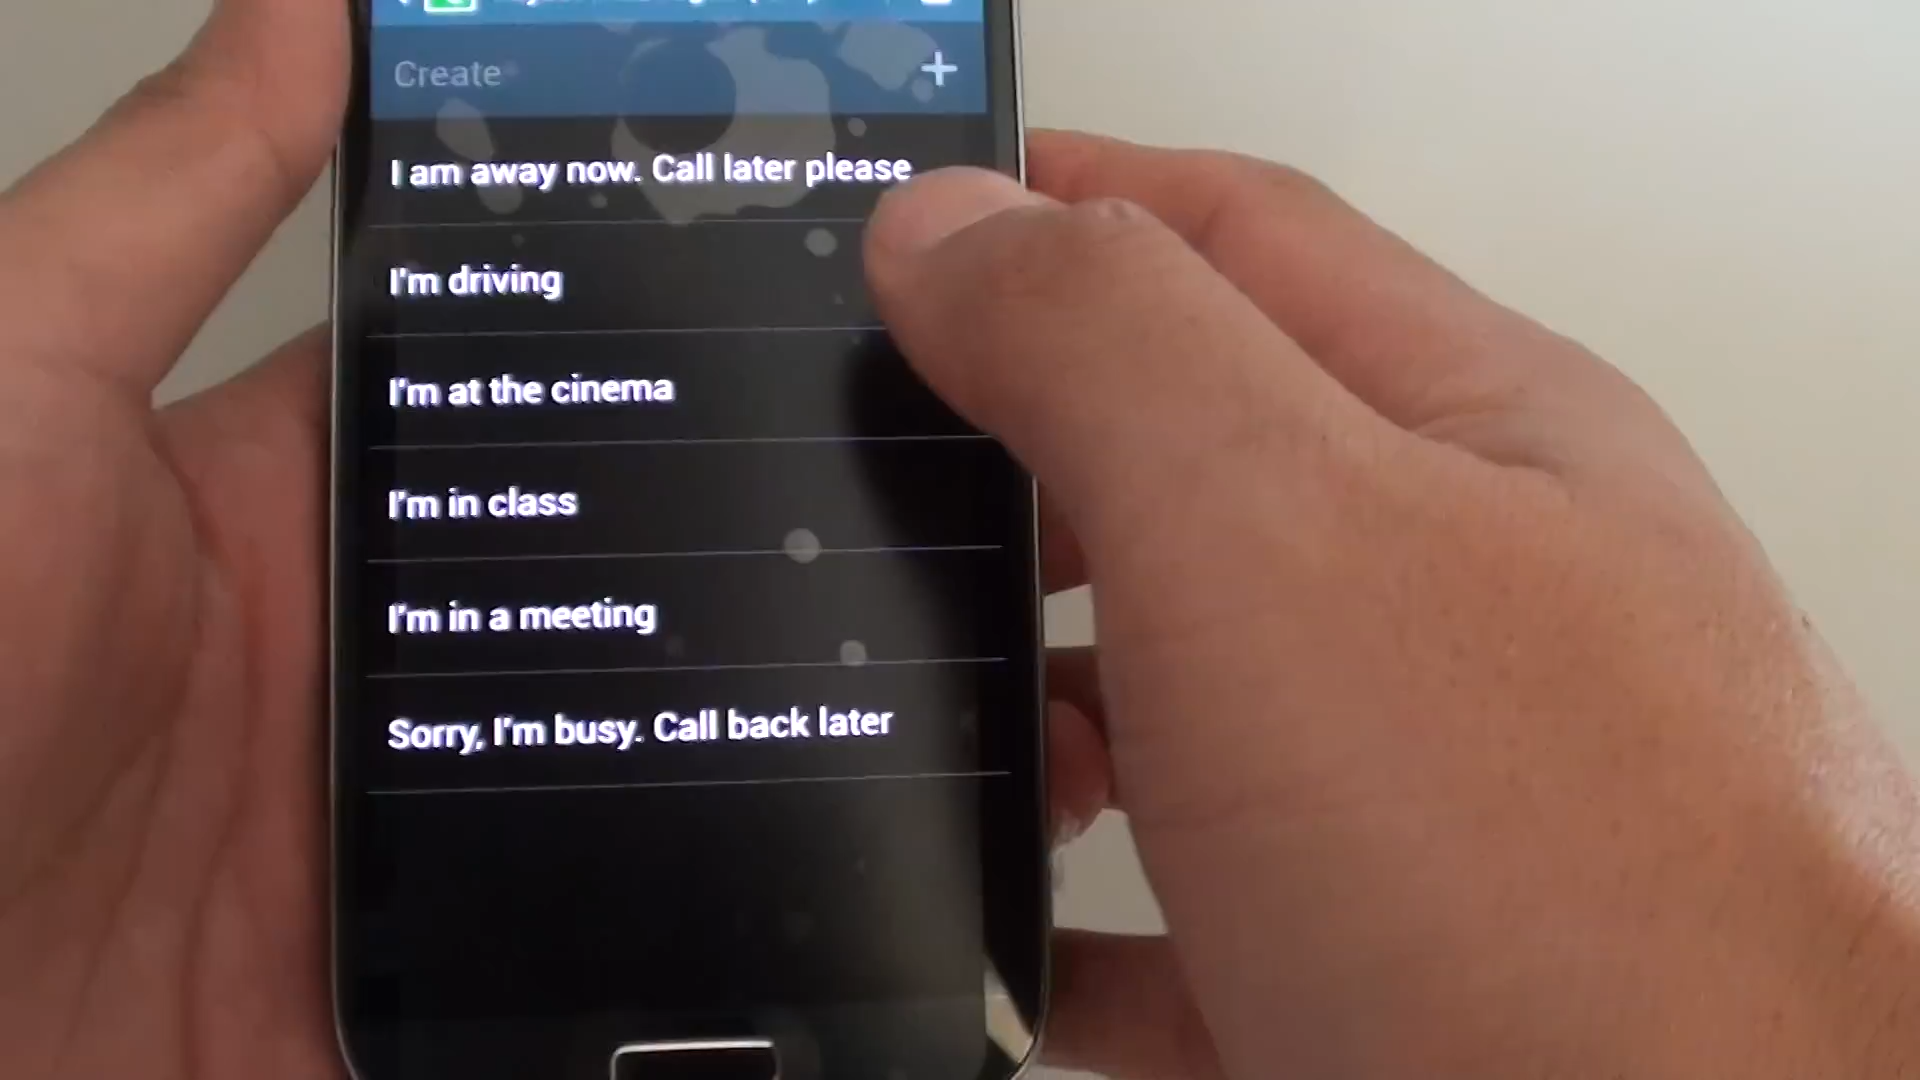 Create
I am away now. Call later please
I'm driving
I'm at the cinema
I'm in class
I'm in a meeting
Sorry, I'm busy. Call back later